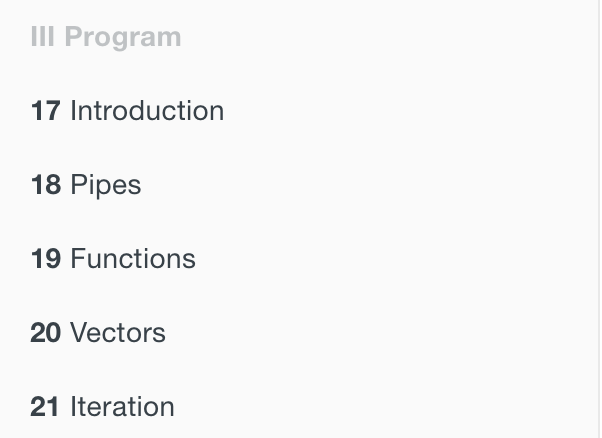 III Program
17 Introduction
18 Pipes
19 Functions
20 Vectors
21 Iteration